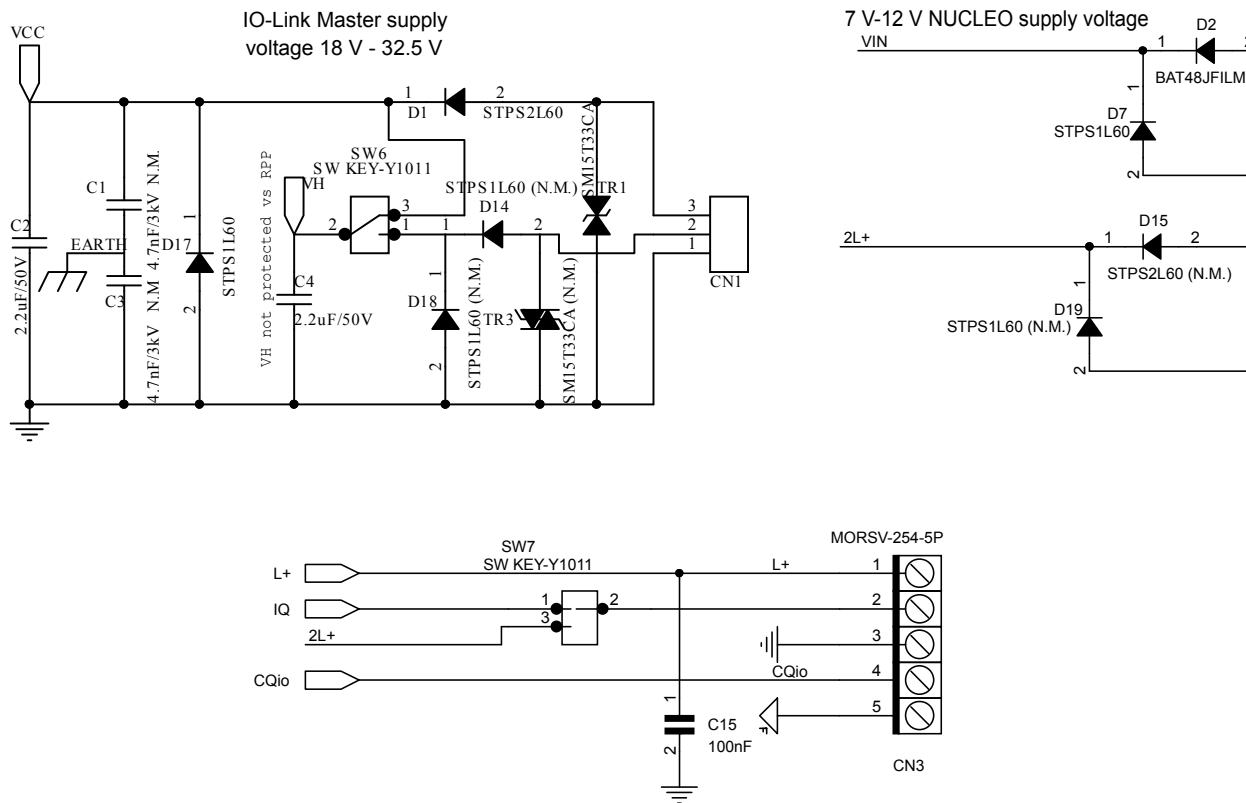 IO-Link Master supply
voltage 18 V - 32.5 V
VCC
1
D1
2
STPS2L60
SW6
SW KEY-Y1011
VH
2
3
1
STPS1L60 (N.M.)
D14
1
2
SM15T33CA
TR1
3
2
1
CN1
C2
2.2uF/50V
C1
4.7nF/3kV N.M.
EARTH
C3
4.7nF/3kV N.M
1
D17
2
STPS1L60
VH not protected vs RPP
C4
2.2uF/50V
1
D18
2
STPS1L60 (N.M.)
TR3
SM15T33CA (N.M.)
7 V-12 V NUCLEO supply voltage
VIN
1
D2
2
BAT48JFILM
1
D7
STPS1L60
2
2L+
1
D15
2
STPS2L60 (N.M.)
1
D19
STPS1L60 (N.M.)
2
SW7
SW KEY-Y1011
MORSV-254-5P
L+
L+
1
IQ
1
2
2
3
2L+
3
CQio
CQio
4
5
1
C15
100nF
2
CN3